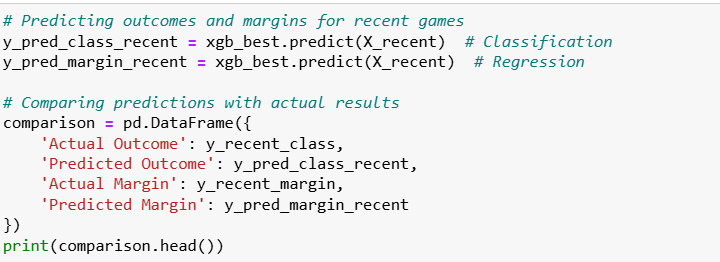 # Predicting outcomes and margins for recent games
y_pred_class_recent = xgb_best.predict(X_recent)  # Classification
y_pred_margin_recent = xgb_best.predict(X_recent)  # Regression

# Comparing predictions with actual results
comparison = pd.DataFrame({
    'Actual Outcome': y_recent_class,
    'Predicted Outcome': y_pred_class_recent,
    'Actual Margin': y_recent_margin,
    'Predicted Margin': y_pred_margin_recent
})
print(comparison.head())